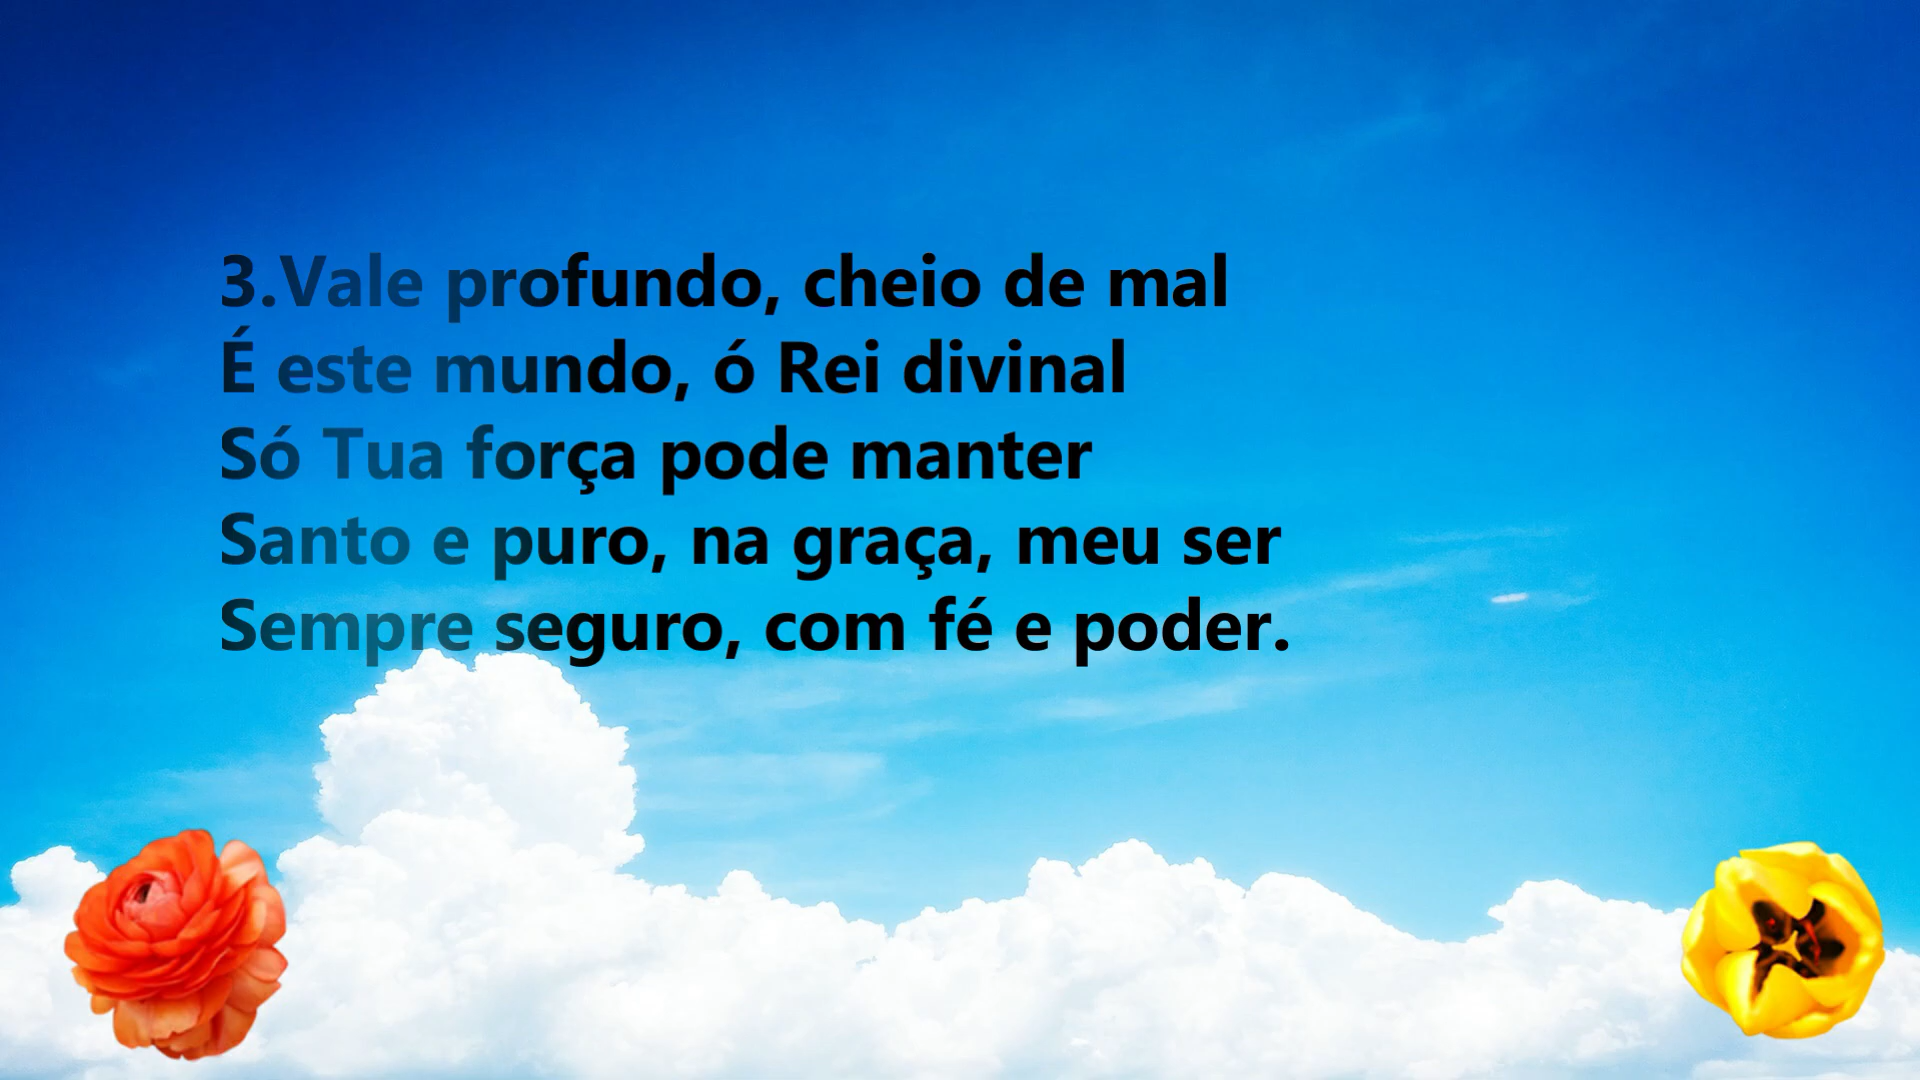 3.Vale profundo, cheio de mal
É este mundo, ó Rei divinal
Só Tua força pode manter
Santo e puro, na graça, meu ser
Sempre seguro, com fé e poder.